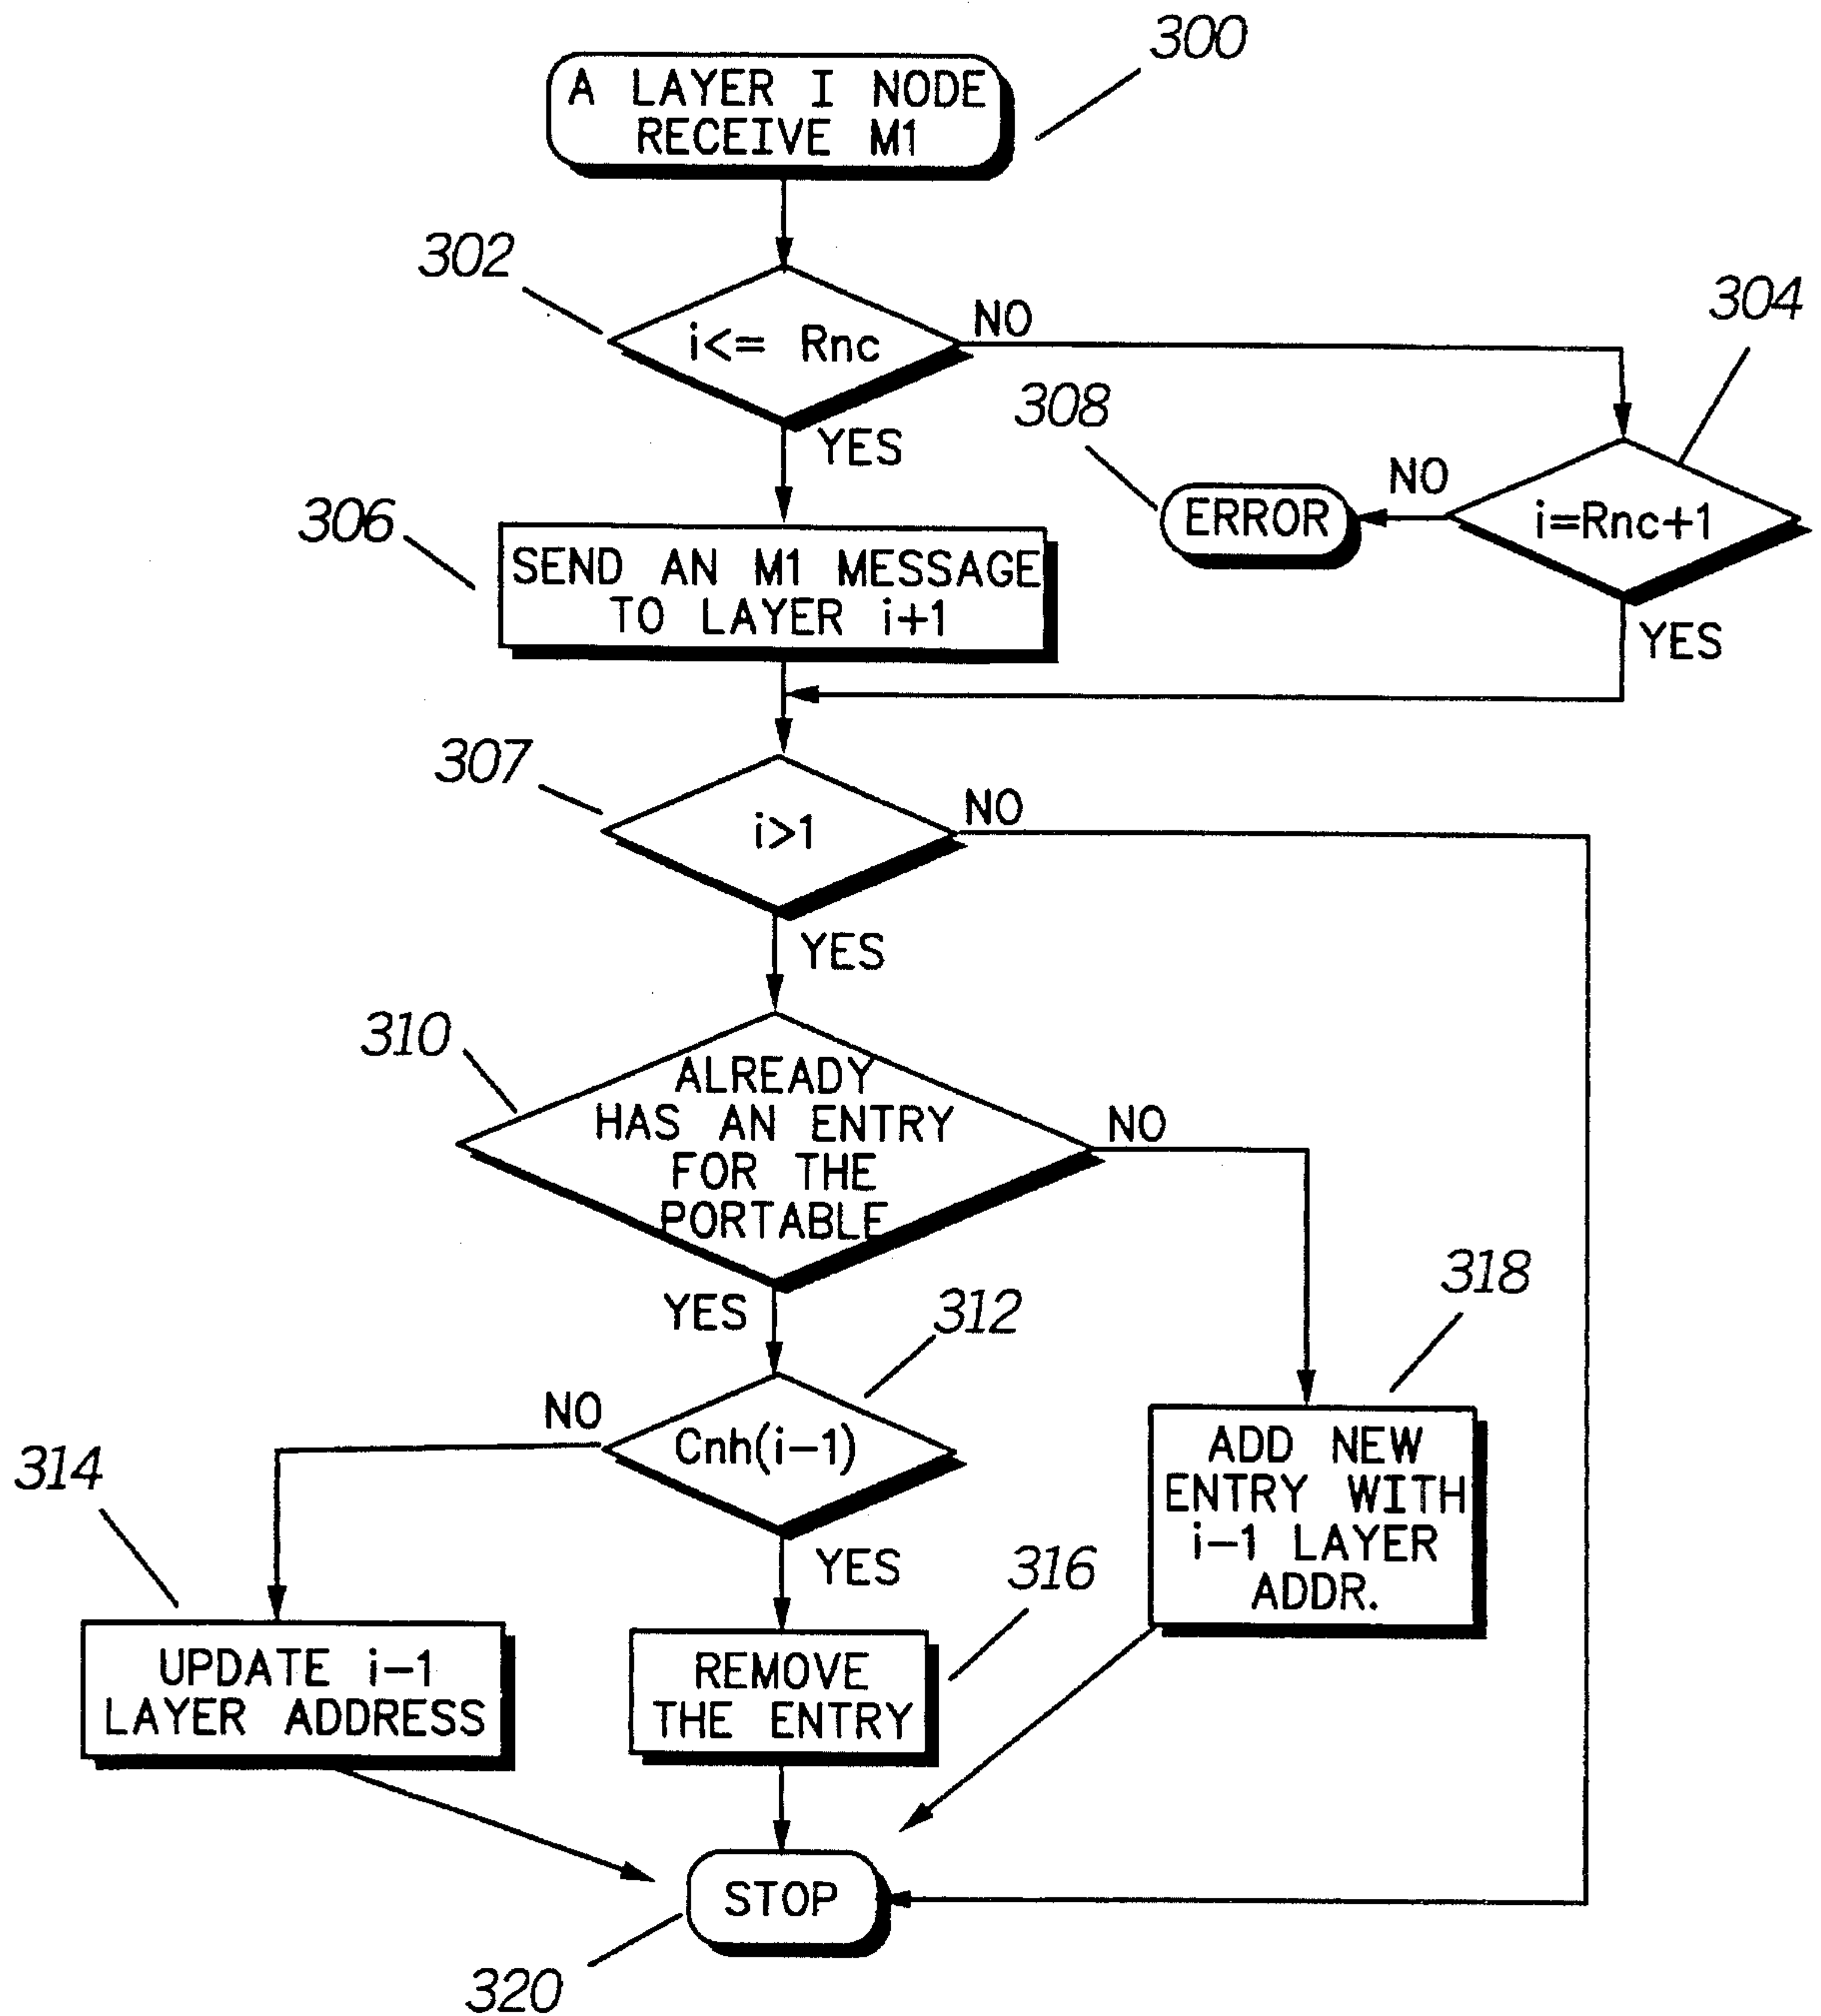 300
A LAYER I NODE
RECEIVE M1
302
i<= Rnc
NO
304
308
YES
NO
ERROR
i=Rnc+1
306
SEND AN M1 MESSAGE
TO LAYER i+1
YES
307
i>1
NO
YES
310
ALREADY
HAS AN ENTRY
FOR THE
PORTABLE
NO
YES
312
318
NO
Cnh(i-1)
314
ADD NEW
ENTRY WITH
i-1 LAYER
ADDR.
YES
316
UPDATE i-1
LAYER ADDRESS
REMOVE
THE ENTRY
STOP
320